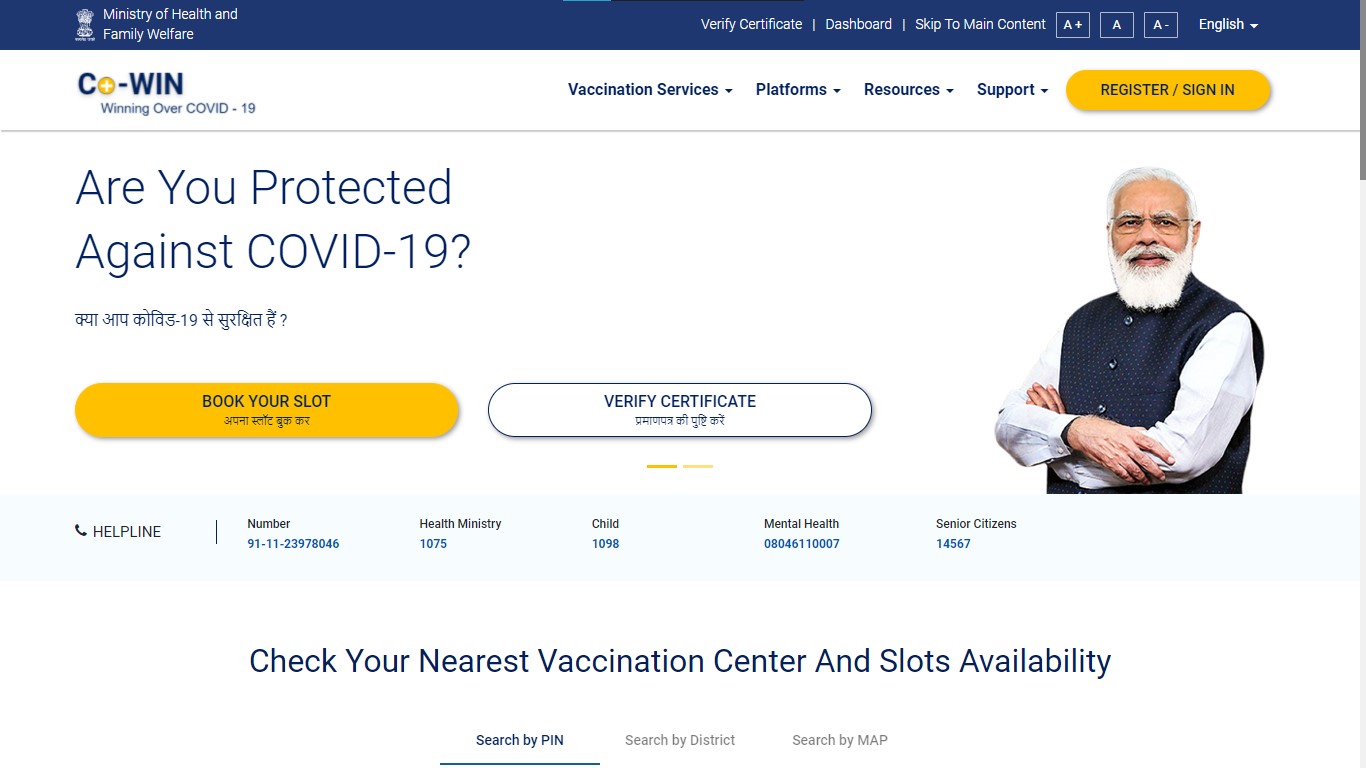 Ministry of Health and
Family Welfare
Verify Certificate | Dashboard | Skip To Main Content A + A A - English
CO-WIN
Winning Over COVID - 19
Vaccination Services Platforms Resources Support REGISTER / SIGN IN
Are You Protected
Against COVID-19?
क्या आप कोविड-19 से सुरक्षित हैं ?
BOOK YOUR SLOT
अपना स्लॉट बुक कर
VERIFY CERTIFICATE
प्रमाणपत्र की पुष्टि करें
HELPLINE
Number
91-11-23978046
Health Ministry
1075
Child
1098
Mental Health
08046110007
Senior Citizens
14567
Check Your Nearest Vaccination Center And Slots Availability
Search by PIN Search by District Search by MAP